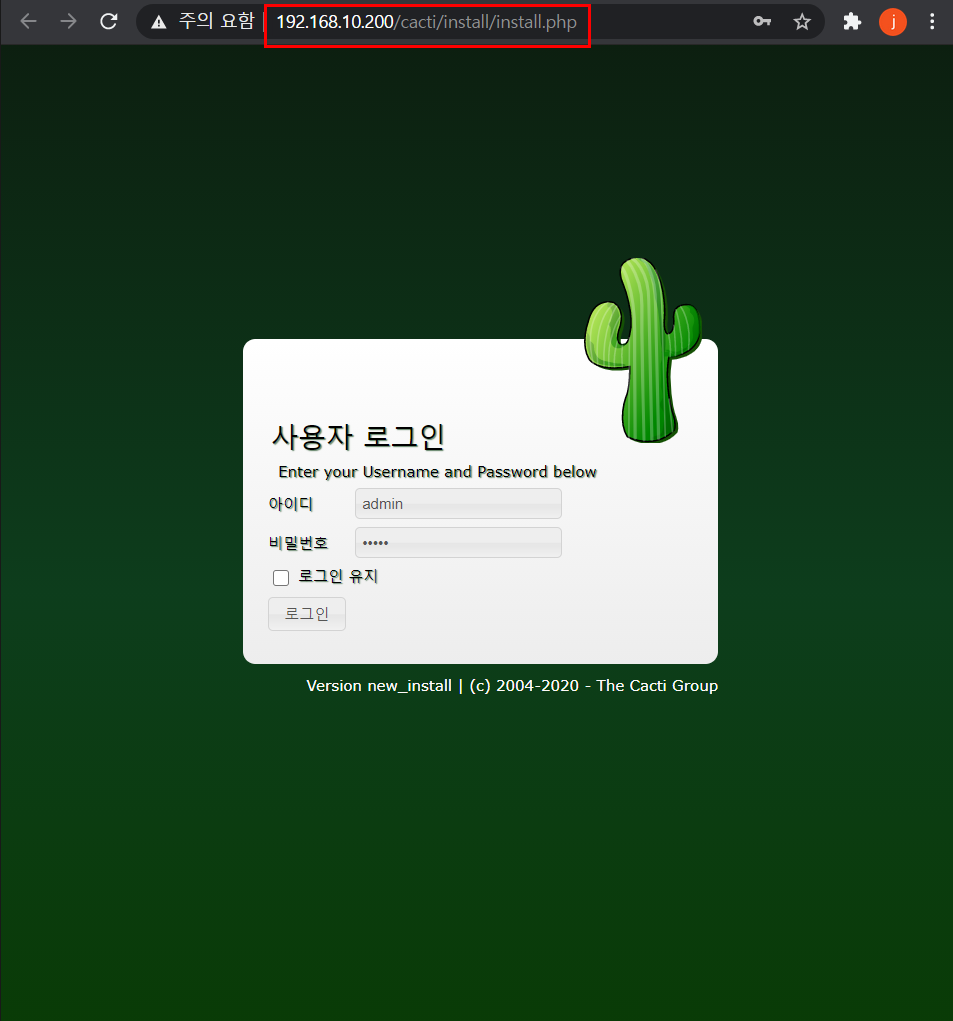 주의 요함 | 192.168.10.200/cacti/install/install.php
j
사용자 로그인
Enter your Username and Password below
아이디 admin
비밀번호 •••••
로그인 유지
로그인
Version new_install | (c) 2004-2020 - The Cacti Group